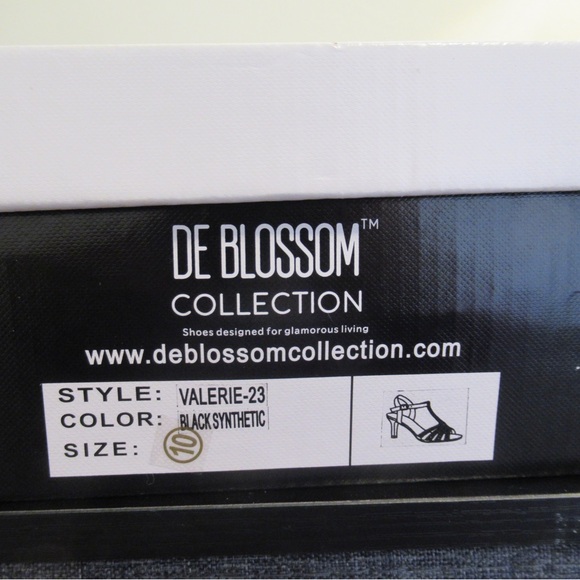 DE BLOSSOM™
COLLECTION
Shoes designed for glamorous living
www.deblossomcollection.com
STYLE: VALERIE-23
COLOR: BLACK SYNTHETIC
SIZE: 10